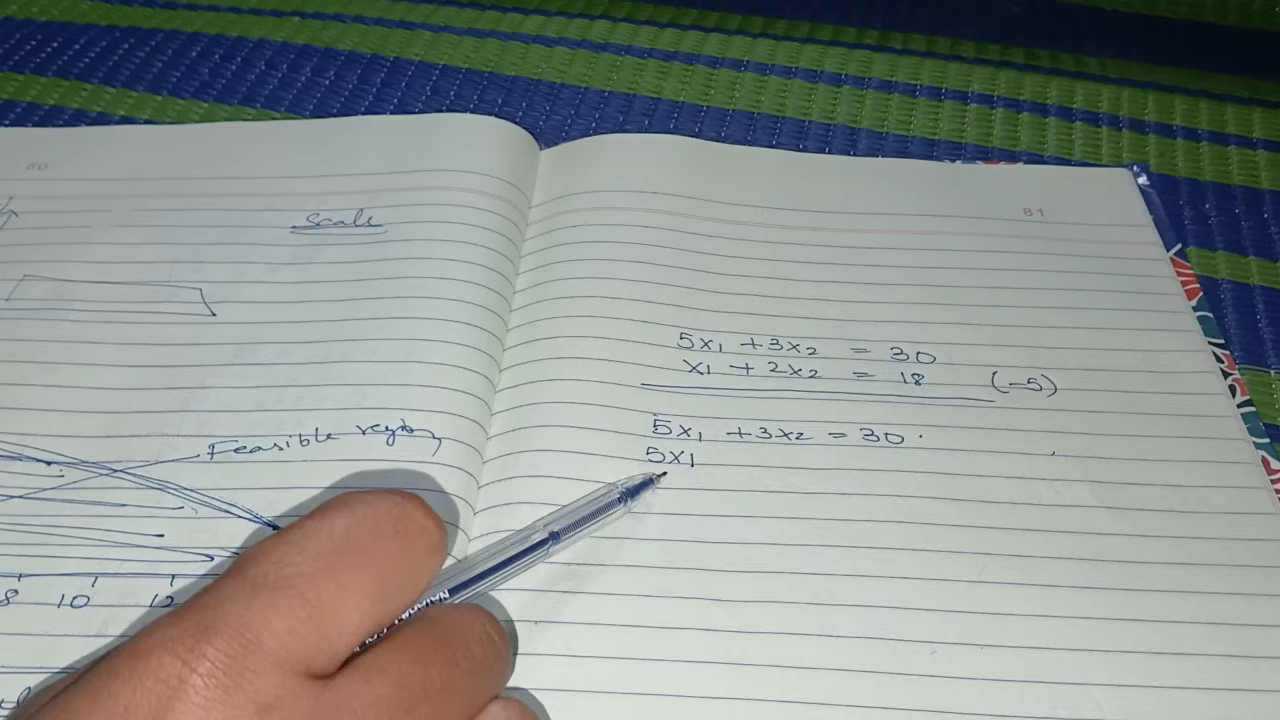 80
Scale
Feasible region
8 10 12
81
5x₁ + 3x₂ = 30
x₁ + 2x₂ = 18 (-5)
5x₁ + 3x₂ = 30.
5x₁